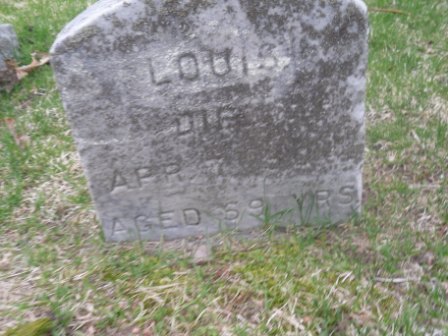 LOUIS
DIED
APR. 7,
AGED 59 YRS.